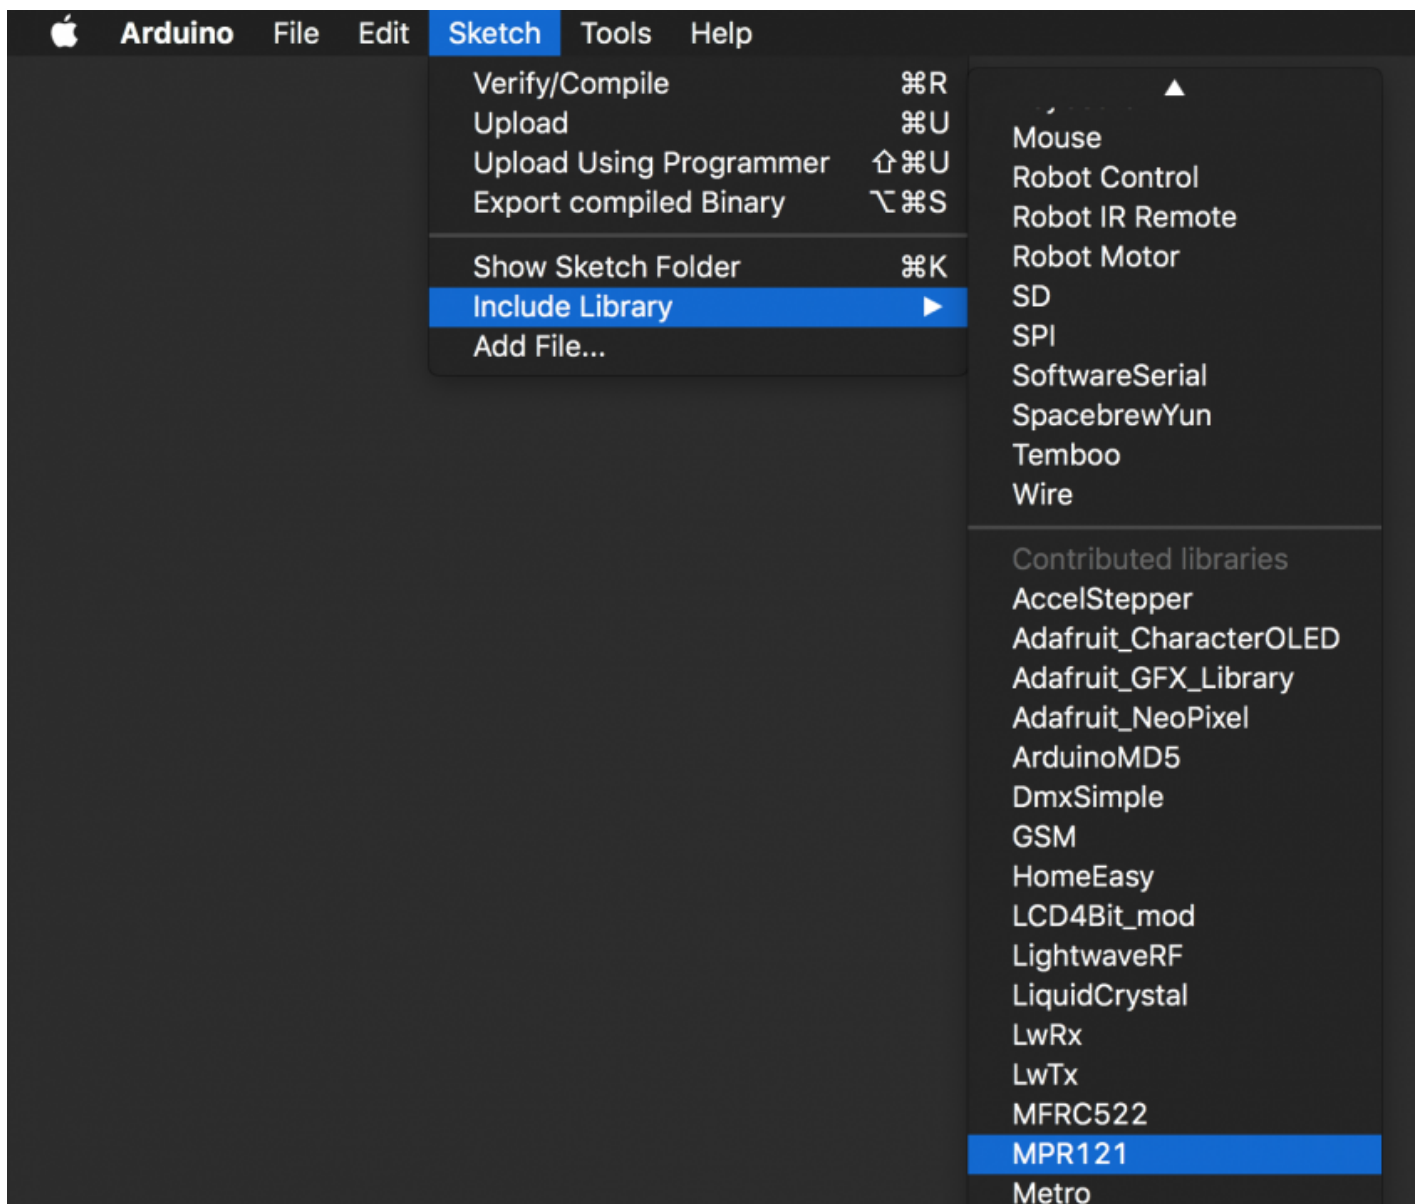 Arduino File Edit Sketch Tools Help
Verify/Compile ⌘R
Upload ⌘U
Upload Using Programmer ⇧⌘U
Export compiled Binary ⌥⌘S
Show Sketch Folder ⌘K
Include Library ▶
Add File...
Mouse
Robot Control
Robot IR Remote
Robot Motor
SD
SPI
SoftwareSerial
SpacebrewYun
Temboo
Wire
Contributed libraries
AccelStepper
Adafruit_CharacterOLED
Adafruit_GFX_Library
Adafruit_NeoPixel
ArduinoMD5
DmxSimple
GSM
HomeEasy
LCD4Bit_mod
LightwaveRF
LiquidCrystal
LwRx
LwTx
MFRC522
MPR121
Metro